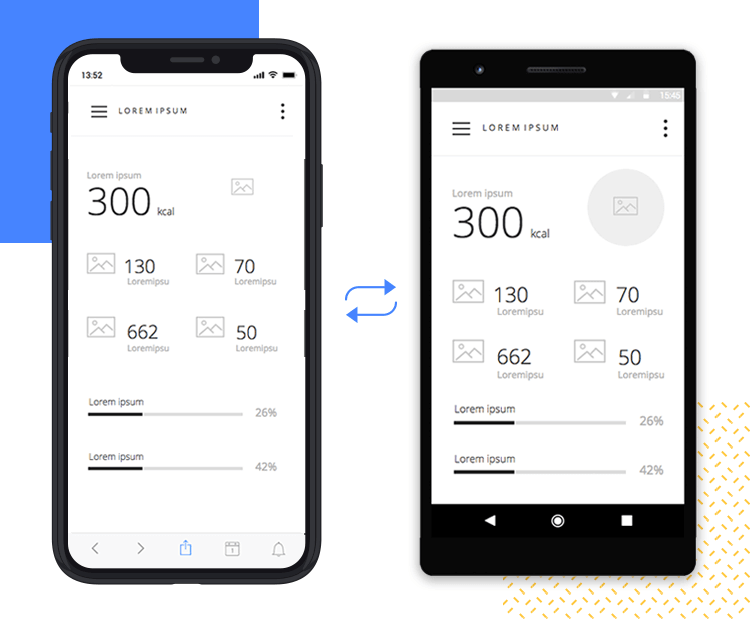 13:52
LOREM IPSUM
Lorem ipsum
300 kcal
130
Loremipsu
70
Loremipsu
662
Loremipsu
50
Loremipsu
Lorem ipsum
26%
Lorem ipsum
42%
1
15:45
LOREM IPSUM
Lorem ipsum
300 kcal
130
Loremipsu
70
Loremipsu
662
Loremipsu
50
Loremipsu
Lorem ipsum
26%
Lorem ipsum
42%